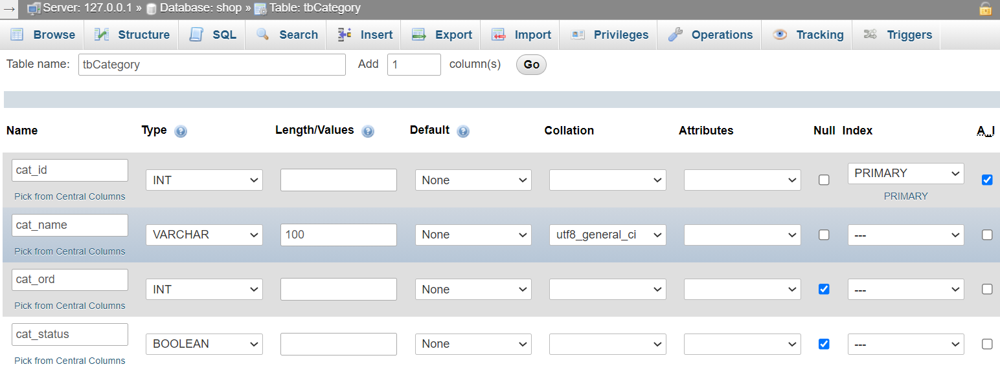 Server: 127.0.0.1 » Database: shop » Table: tbCategory
Browse Structure SQL Search Insert Export Import Privileges Operations Tracking Triggers
Table name: tbCategory Add 1 column(s) Go
Name Type Length/Values Default Collation Attributes Null Index A_I
cat_id INT None PRIMARY
Pick from Central Columns PRIMARY
cat_name VARCHAR 100 None utf8_general_ci ---
Pick from Central Columns
cat_ord INT None ---
Pick from Central Columns
cat_status BOOLEAN None ---
Pick from Central Columns